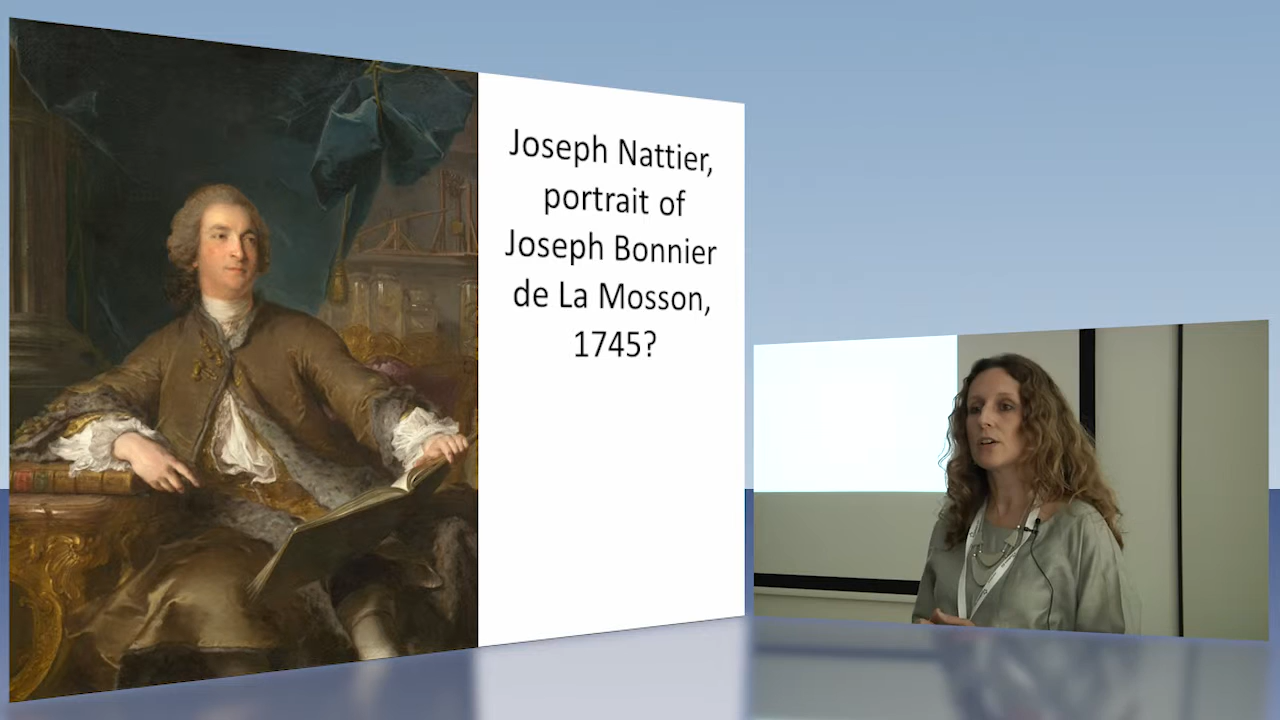 Joseph Nattier,
portrait of
Joseph Bonnier
de La Mosson,
1745?